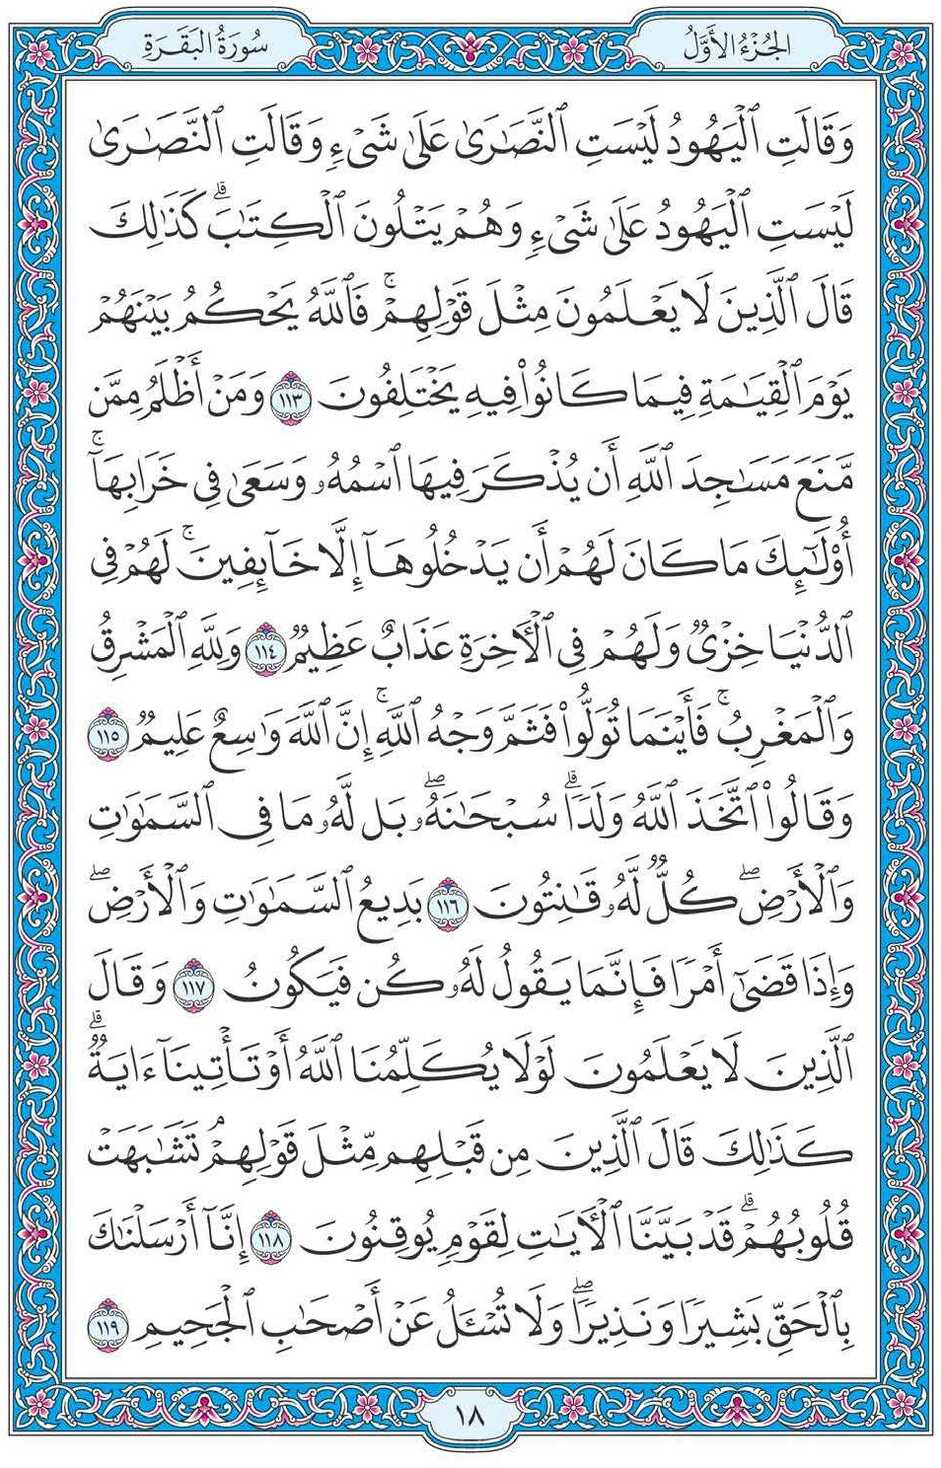 الجُزْءُ الأَوَّلُ
سُورَةُ البَقَرَةِ
وَقَالَتِ ٱلۡيَهُودُ لَيۡسَتِ ٱلنَّصَٰرَىٰ عَلَىٰ شَيۡءٖ وَقَالَتِ ٱلنَّصَٰرَىٰ
لَيۡسَتِ ٱلۡيَهُودُ عَلَىٰ شَيۡءٖ وَهُمۡ يَتۡلُونَ ٱلۡكِتَٰبَۗ كَذَٰلِكَ
قَالَ ٱلَّذِينَ لَا يَعۡلَمُونَ مِثۡلَ قَوۡلِهِمۡۚ فَٱللَّهُ يَحۡكُمُ بَيۡنَهُمۡ
يَوۡمَ ٱلۡقِيَٰمَةِ فِيمَا كَانُواْ فِيهِ يَخۡتَلِفُونَ ١١٣ وَمَنۡ أَظۡلَمُ مِمَّن
مَّنَعَ مَسَٰجِدَ ٱللَّهِ أَن يُذۡكَرَ فِيهَا ٱسۡمُهُۥ وَسَعَىٰ فِي خَرَابِهَآۚ
أُوْلَٰٓئِكَ مَا كَانَ لَهُمۡ أَن يَدۡخُلُوهَآ إِلَّا خَآئِفِينَۚ لَهُمۡ فِي
ٱلدُّنۡيَا خِزۡيٞ وَلَهُمۡ فِي ٱلۡأٓخِرَةِ عَذَابٌ عَظِيمٞ ١١٤ وَلِلَّهِ ٱلۡمَشۡرِقُ
وَٱلۡمَغۡرِبُۚ فَأَيۡنَمَا تُوَلُّواْ فَثَمَّ وَجۡهُ ٱللَّهِۚ إِنَّ ٱللَّهَ وَٰسِعٌ عَلِيمٞ ١١٥
وَقَالُواْ ٱتَّخَذَ ٱللَّهُ وَلَدٗاۗ سُبۡحَٰنَهُۥۖ بَل لَّهُۥ مَا فِي ٱلسَّمَٰوَٰتِ
وَٱلۡأَرۡضِۖ كُلّٞ لَّهُۥ قَٰنِتُونَ ١١٦ بَدِيعُ ٱلسَّمَٰوَٰتِ وَٱلۡأَرۡضِۖ
وَإِذَا قَضَىٰٓ أَمۡرٗا فَإِنَّمَا يَقُولُ لَهُۥ كُن فَيَكُونُ ١١٧ وَقَالَ
ٱلَّذِينَ لَا يَعۡلَمُونَ لَوۡلَا يُكَلِّمُنَا ٱللَّهُ أَوۡ تَأۡتِينَآ ءَايَةٞۗ
كَذَٰلِكَ قَالَ ٱلَّذِينَ مِن قَبۡلِهِم مِّثۡلَ قَوۡلِهِمۡۘ تَشَٰبَهَتۡ
قُلُوبُهُمۡۗ قَدۡ بَيَّنَّا ٱلۡأٓيَٰتِ لِقَوۡمٖ يُوقِنُونَ ١١٨ إِنَّآ أَرۡسَلۡنَٰكَ
بِٱلۡحَقِّ بَشِيرٗا وَنَذِيرٗاۖ وَلَا تُسۡـَٔلُ عَنۡ أَصۡحَٰبِ ٱلۡجَحِيمِ ١١٩
١٨